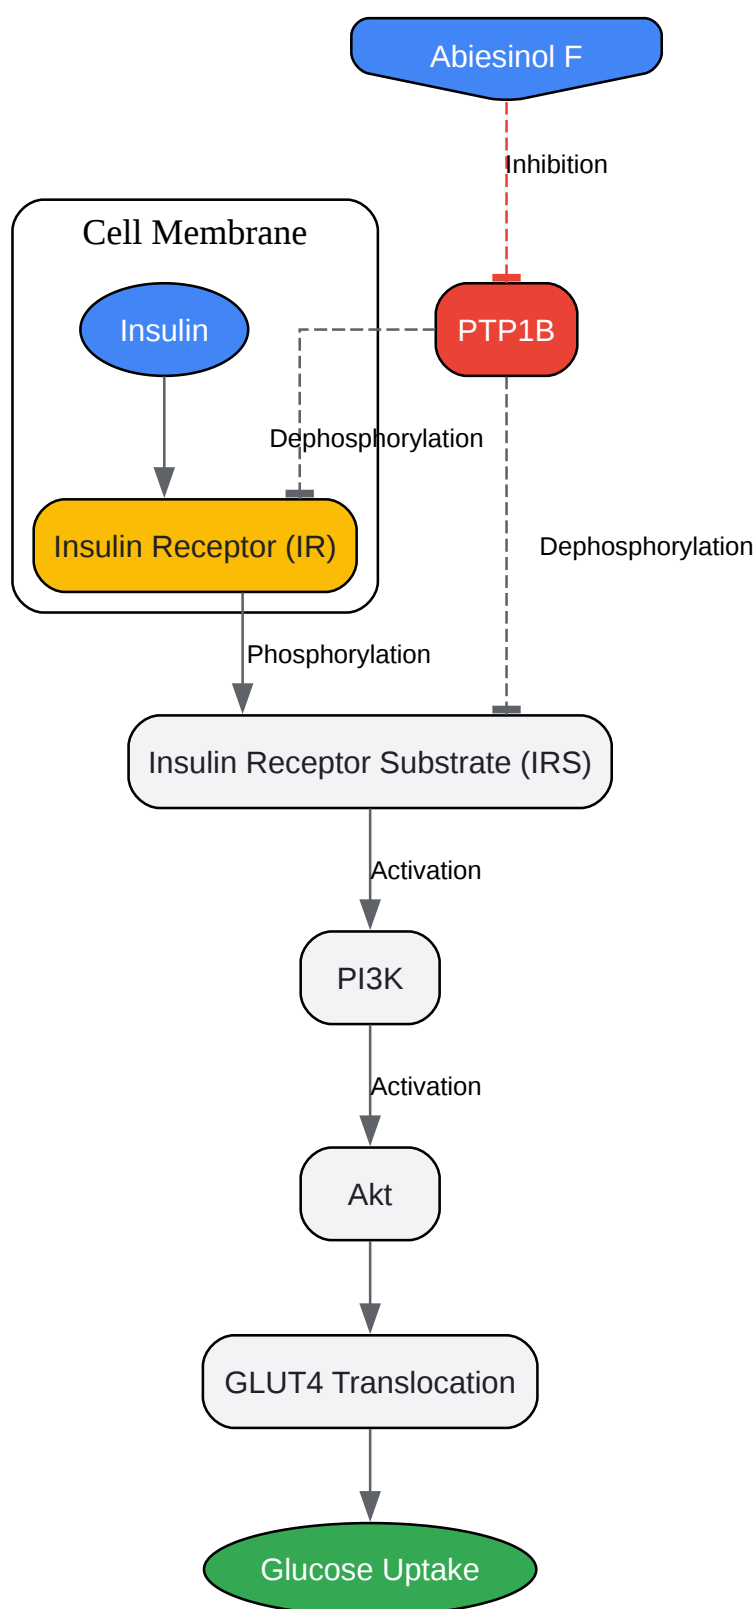 Abiesinol F
Inhibition
Cell Membrane
Insulin
PTP1B
Dephosphorylation
Insulin Receptor (IR)
Dephosphorylation
Phosphorylation
Insulin Receptor Substrate (IRS)
Activation
PI3K
Activation
Akt
GLUT4 Translocation
Glucose Uptake